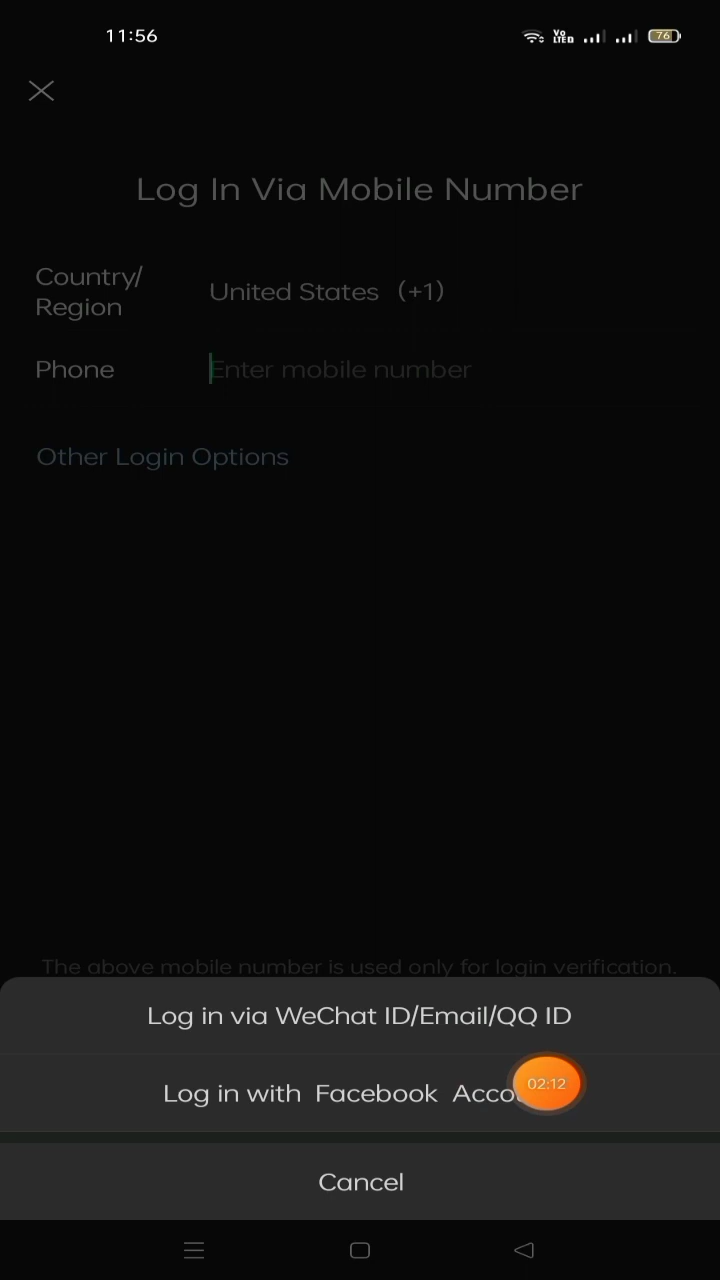 11:56
Vo
LTE
76
Log In Via Mobile Number
Country/
Region
United States (+1)
Phone
Enter mobile number
Other Login Options
The above mobile number is used only for login verification.
Log in via WeChat ID/Email/QQ ID
Log in with Facebook
02:12
Cancel